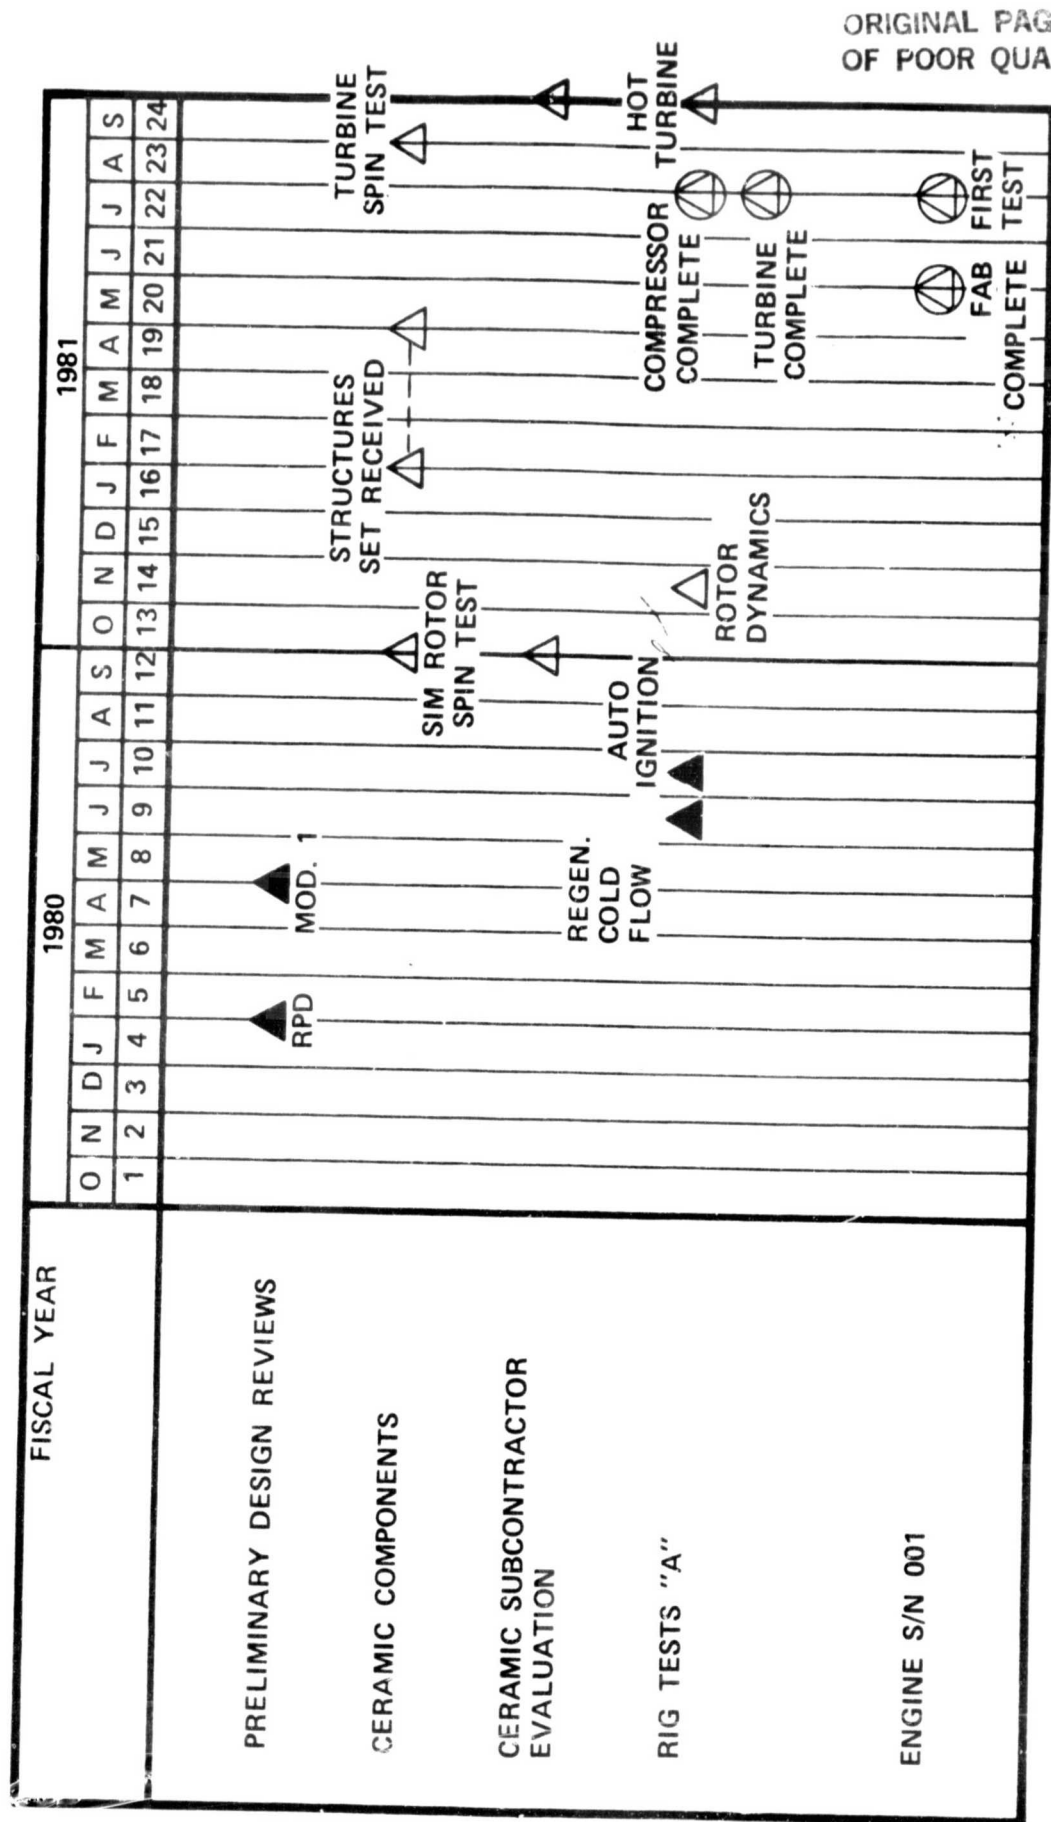 ORIGINAL PAG
OF POOR QUA
FISCAL YEAR
1980
1981
O N D J F M A M J J A S O N D J F M A M J J A S
1 2 3 4 5 6 7 8 9 10 11 12 13 14 15 16 17 18 19 20 21 22 23 24
PRELIMINARY DESIGN REVIEWS
RPD
MOD. 1
CERAMIC COMPONENTS
SIM ROTOR
SPIN TEST
STRUCTURES
SET RECEIVED
TURBINE
SPIN TEST
CERAMIC SUBCONTRACTOR
EVALUATION
RIG TESTS "A"
REGEN.
COLD
FLOW
AUTO
IGNITION
ROTOR
DYNAMICS
COMPRESSOR
COMPLETE
TURBINE
COMPLETE
HOT
TURBINE
ENGINE S/N 001
FAB
COMPLETE
FIRST
TEST